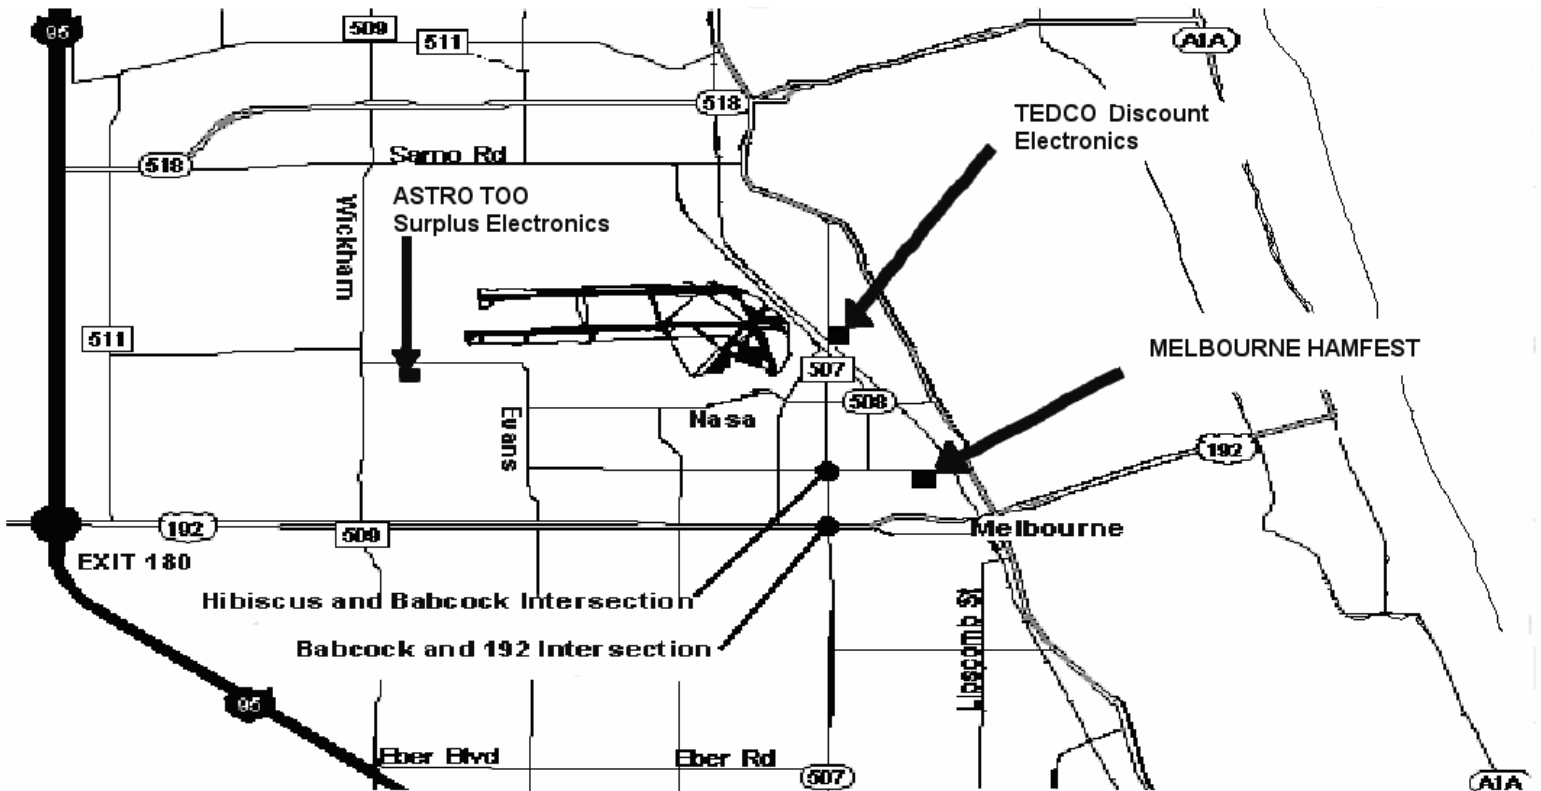 95
509
511
A1A
518
TEDCO Discount
Electronics
518
Sarno Rd
ASTRO TOO
Surplus Electronics
Wickham
511
507
MELBOURNE HAMFEST
508
Nasa
Evans
192
192
509
Melbourne
EXIT 180
Hibiscus and Babcock Intersection
Babcock and 192 Intersection
Lipscomb St
95
Eber Blvd
Eber Rd
507
A1A